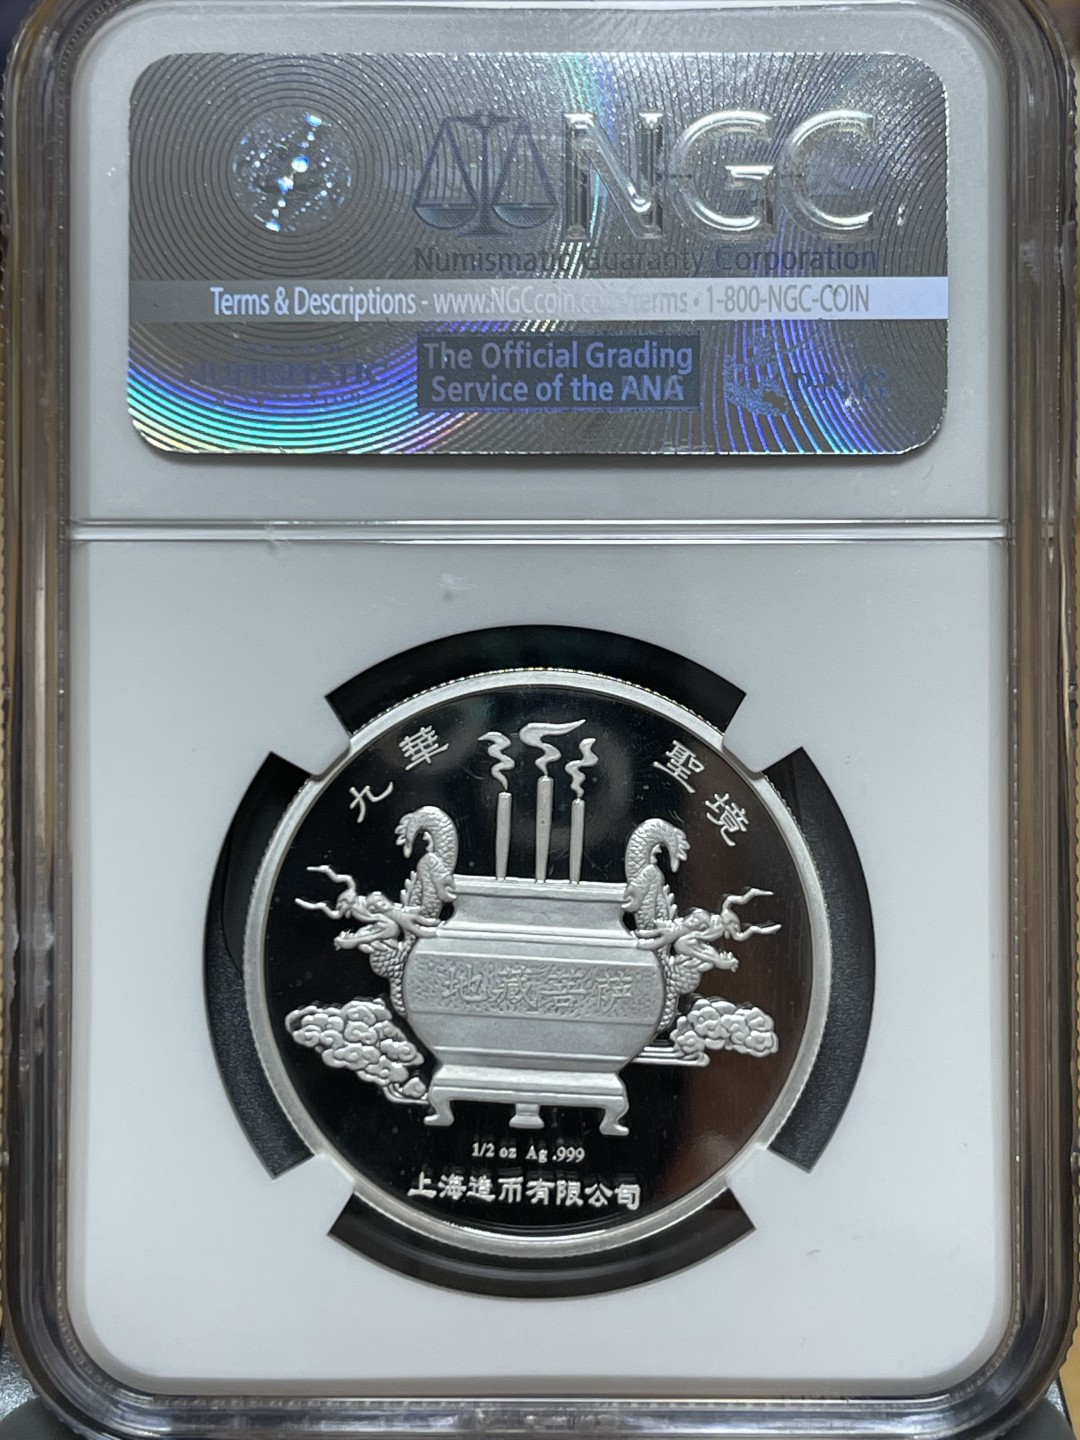 NGC
Numismatic Guaranty Corporation
Terms & Descriptions - www.NGCcoin.com/terms • 1-800-NGC-COIN
The Official Grading
Service of the ANA
NUMISMATIC
PNG
九華 聖境
地藏菩薩
1/2 oz Ag .999
上海造币有限公司